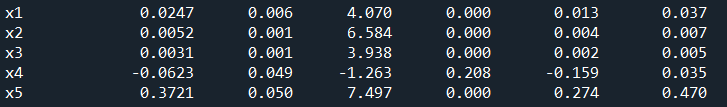 x1 0.0247 0.006 4.070 0.000 0.013 0.037
x2 0.0052 0.001 6.584 0.000 0.004 0.007
x3 0.0031 0.001 3.938 0.000 0.002 0.005
x4 -0.0623 0.049 -1.263 0.208 -0.159 0.035
x5 0.3721 0.050 7.497 0.000 0.274 0.470